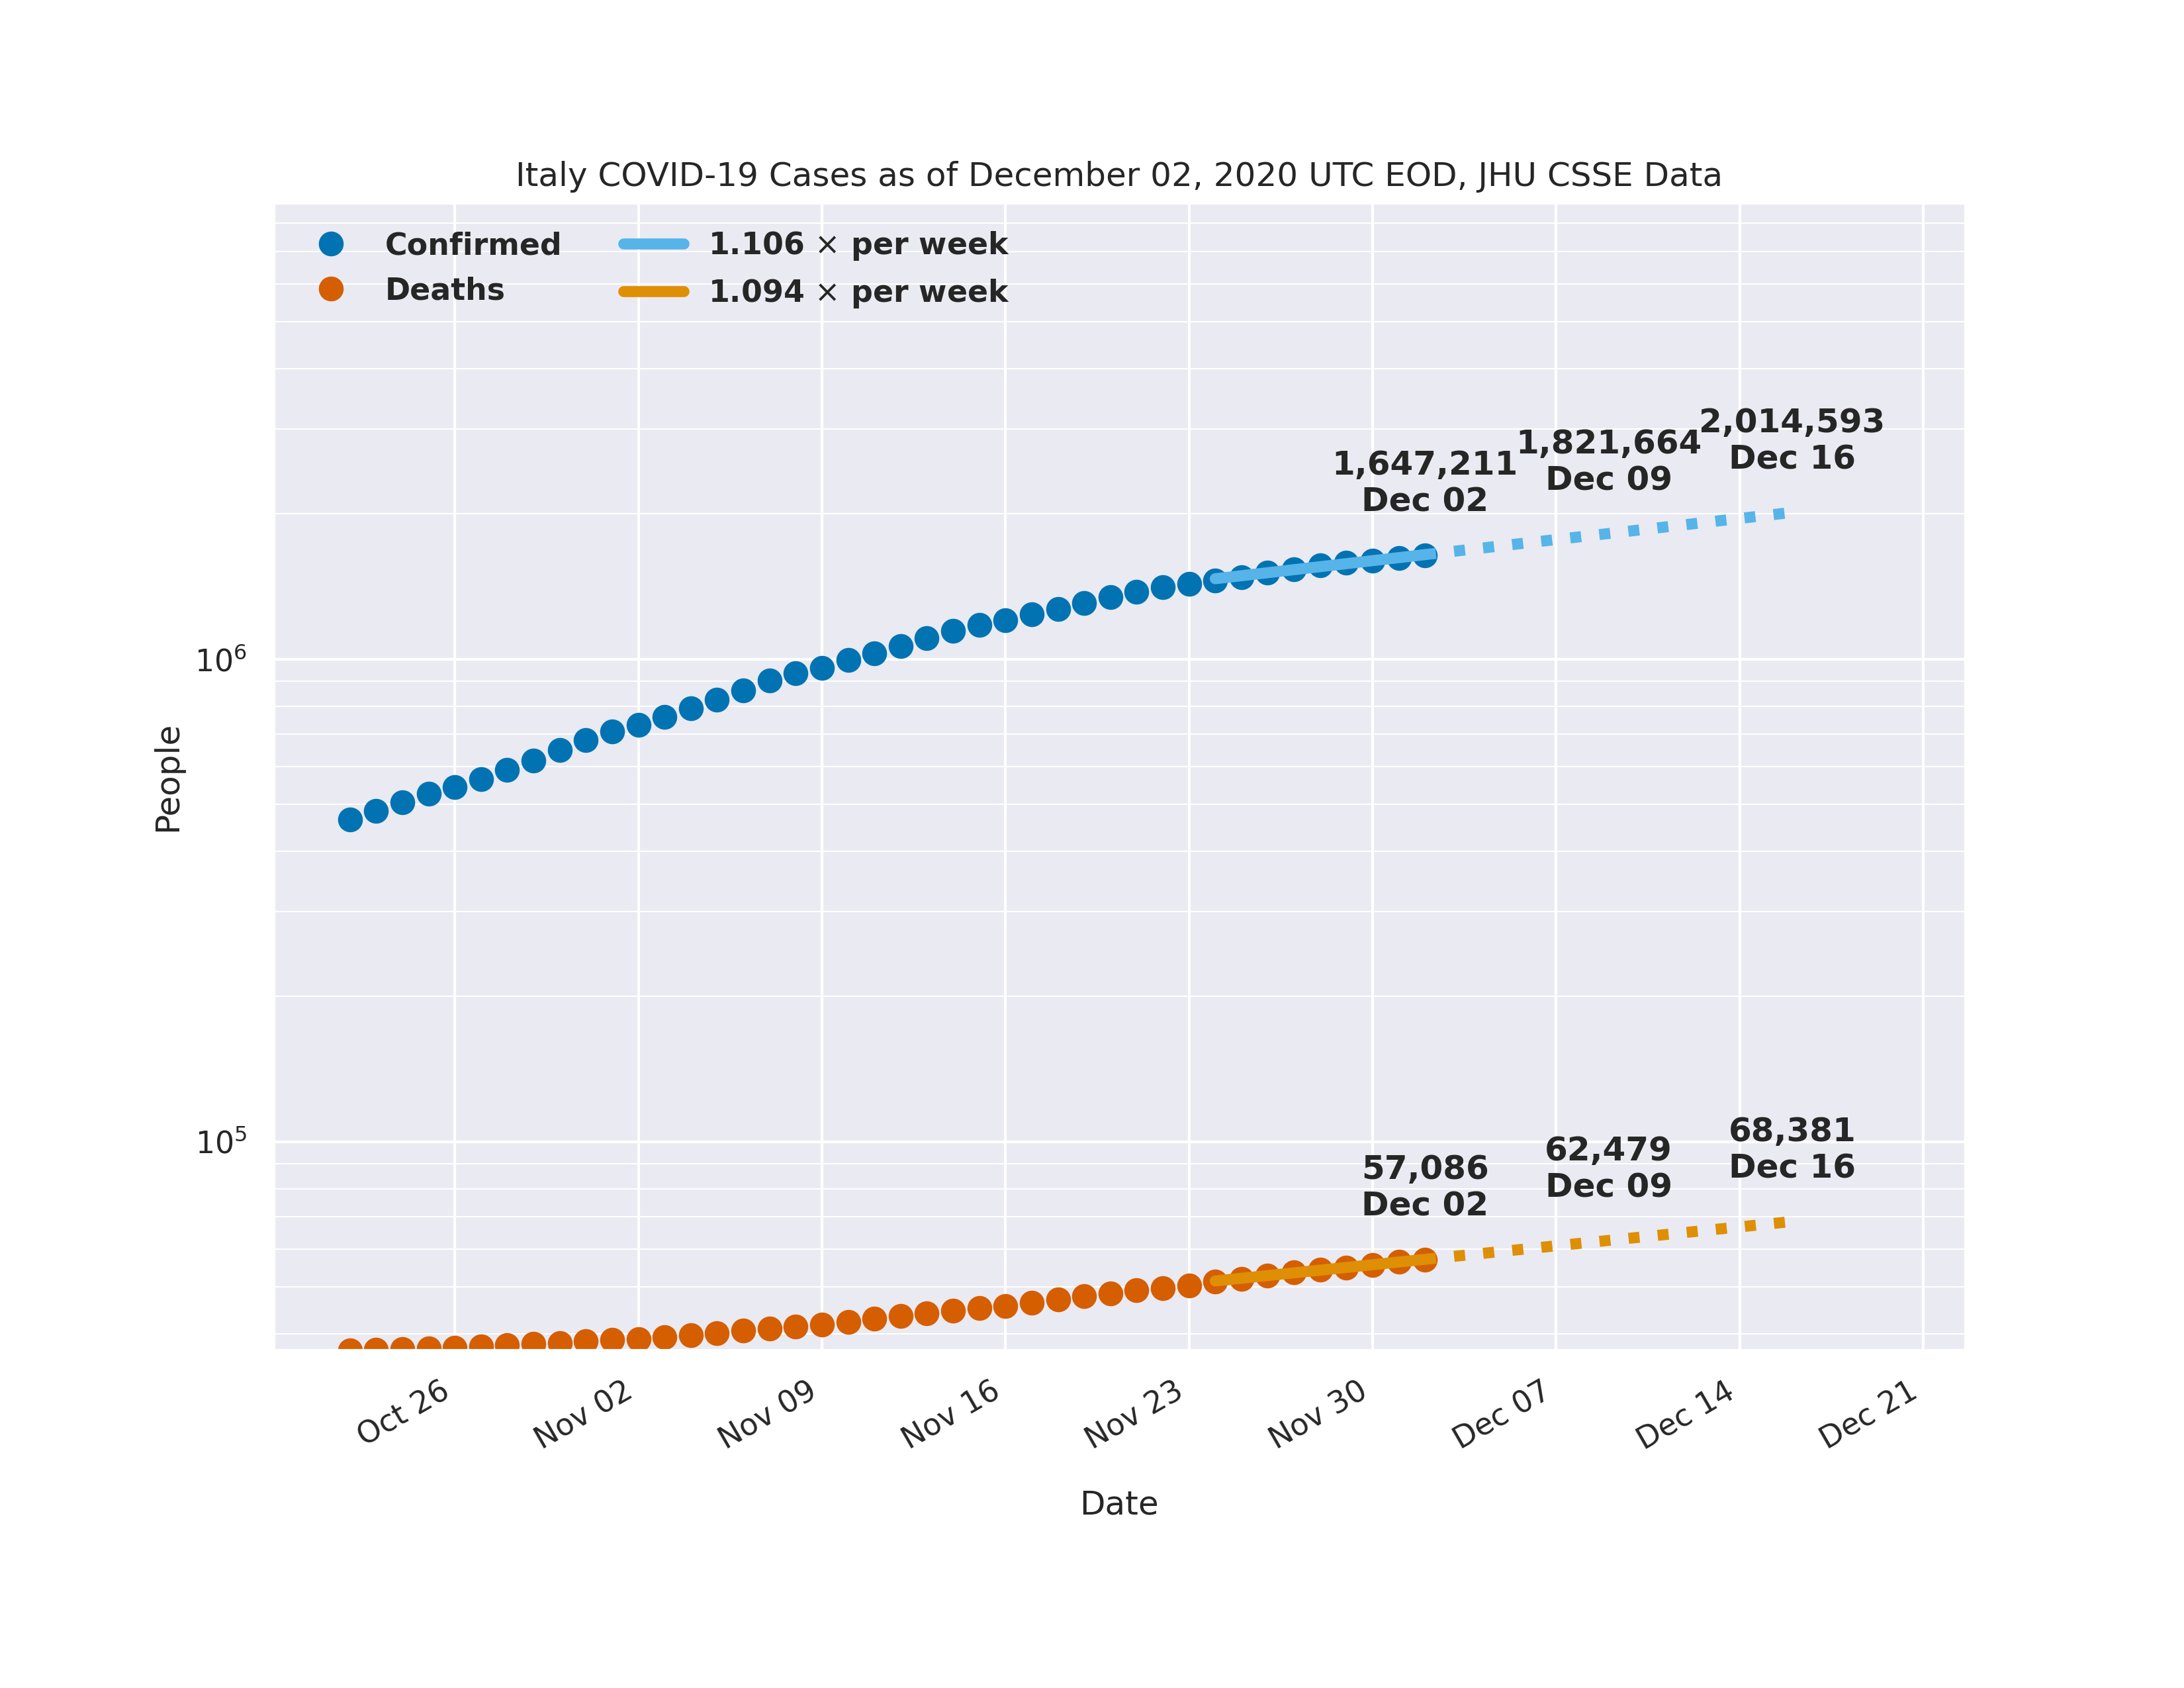 Italy COVID-19 Cases as of December 02, 2020 UTC EOD, JHU CSSE Data
Confirmed
Deaths
1.106 × per week
1.094 × per week
2,014,593
Dec 16
1,821,664
Dec 09
1,647,211
Dec 02
10⁶
People
10⁵
68,381
Dec 16
62,479
Dec 09
57,086
Dec 02
Oct 26
Nov 02
Nov 09
Nov 16
Nov 23
Nov 30
Dec 07
Dec 14
Dec 21
Date